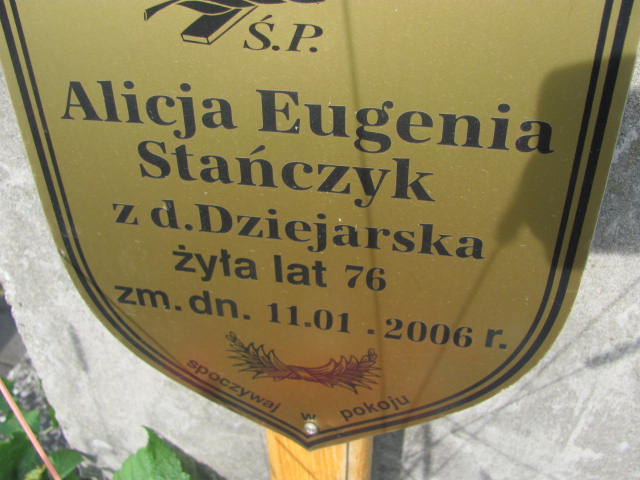 Ś.P.
Alicja Eugenia
Stańczyk
z d.Dziejarska
żyła lat 76
zm. dn. 11.01.2006 r.
spoczywaj w pokoju